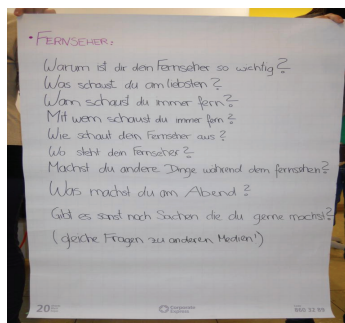 • FERNSEHER:
Warum ist dir dein Fernseher so wichtig?
Was schaust du am liebsten?
Wann schaust du immer fern?
Mit wem schaust du immer fern?
Wie schaut dein Fernseher aus?
Wo steht dein Fernseher?
Machst du andere Dinge während dem fernsehen?
Was machst du am Abend?
Gibt es sonst noch Sachen die du gerne machst?
(gleiche Fragen zu anderen Medien!)
20 Corporate Express